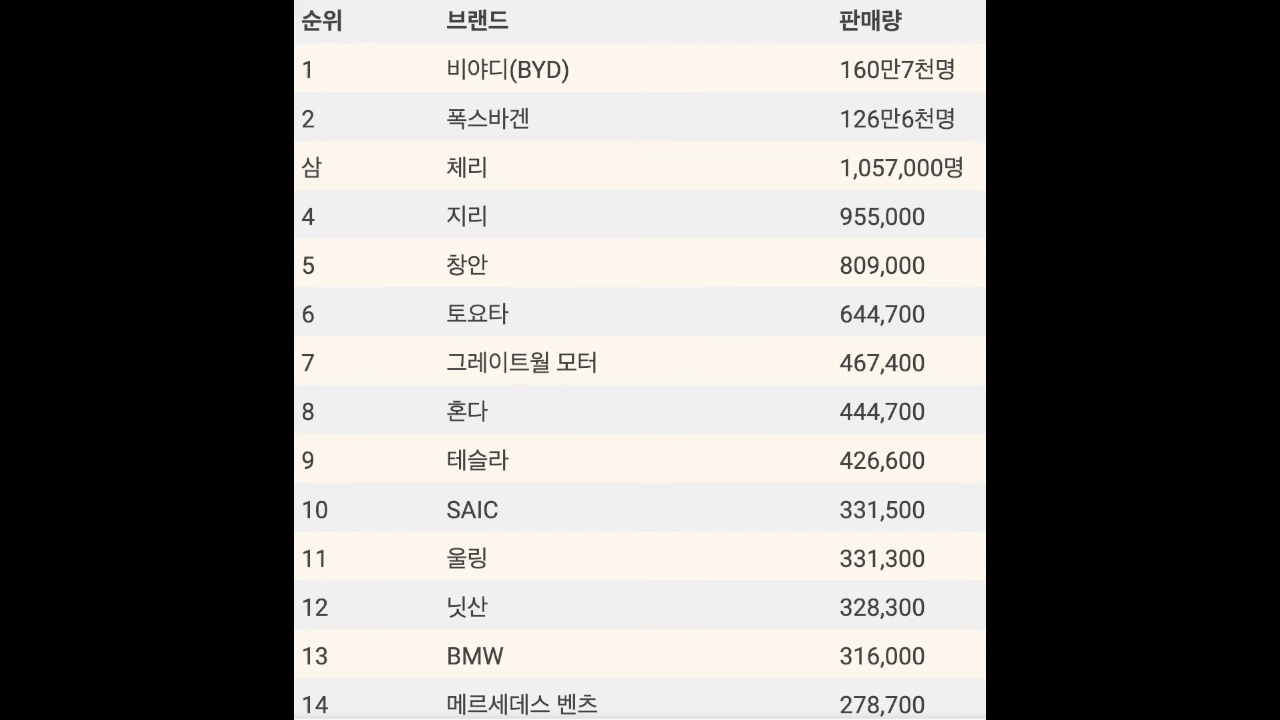 순위 브랜드 판매량
1 비야디(BYD) 160만7천명
2 폭스바겐 126만6천명
삼 체리 1,057,000명
4 지리 955,000
5 창안 809,000
6 토요타 644,700
7 그레이트월 모터 467,400
8 혼다 444,700
9 테슬라 426,600
10 SAIC 331,500
11 울링 331,300
12 닛산 328,300
13 BMW 316,000
14 메르세데스 벤츠 278,700